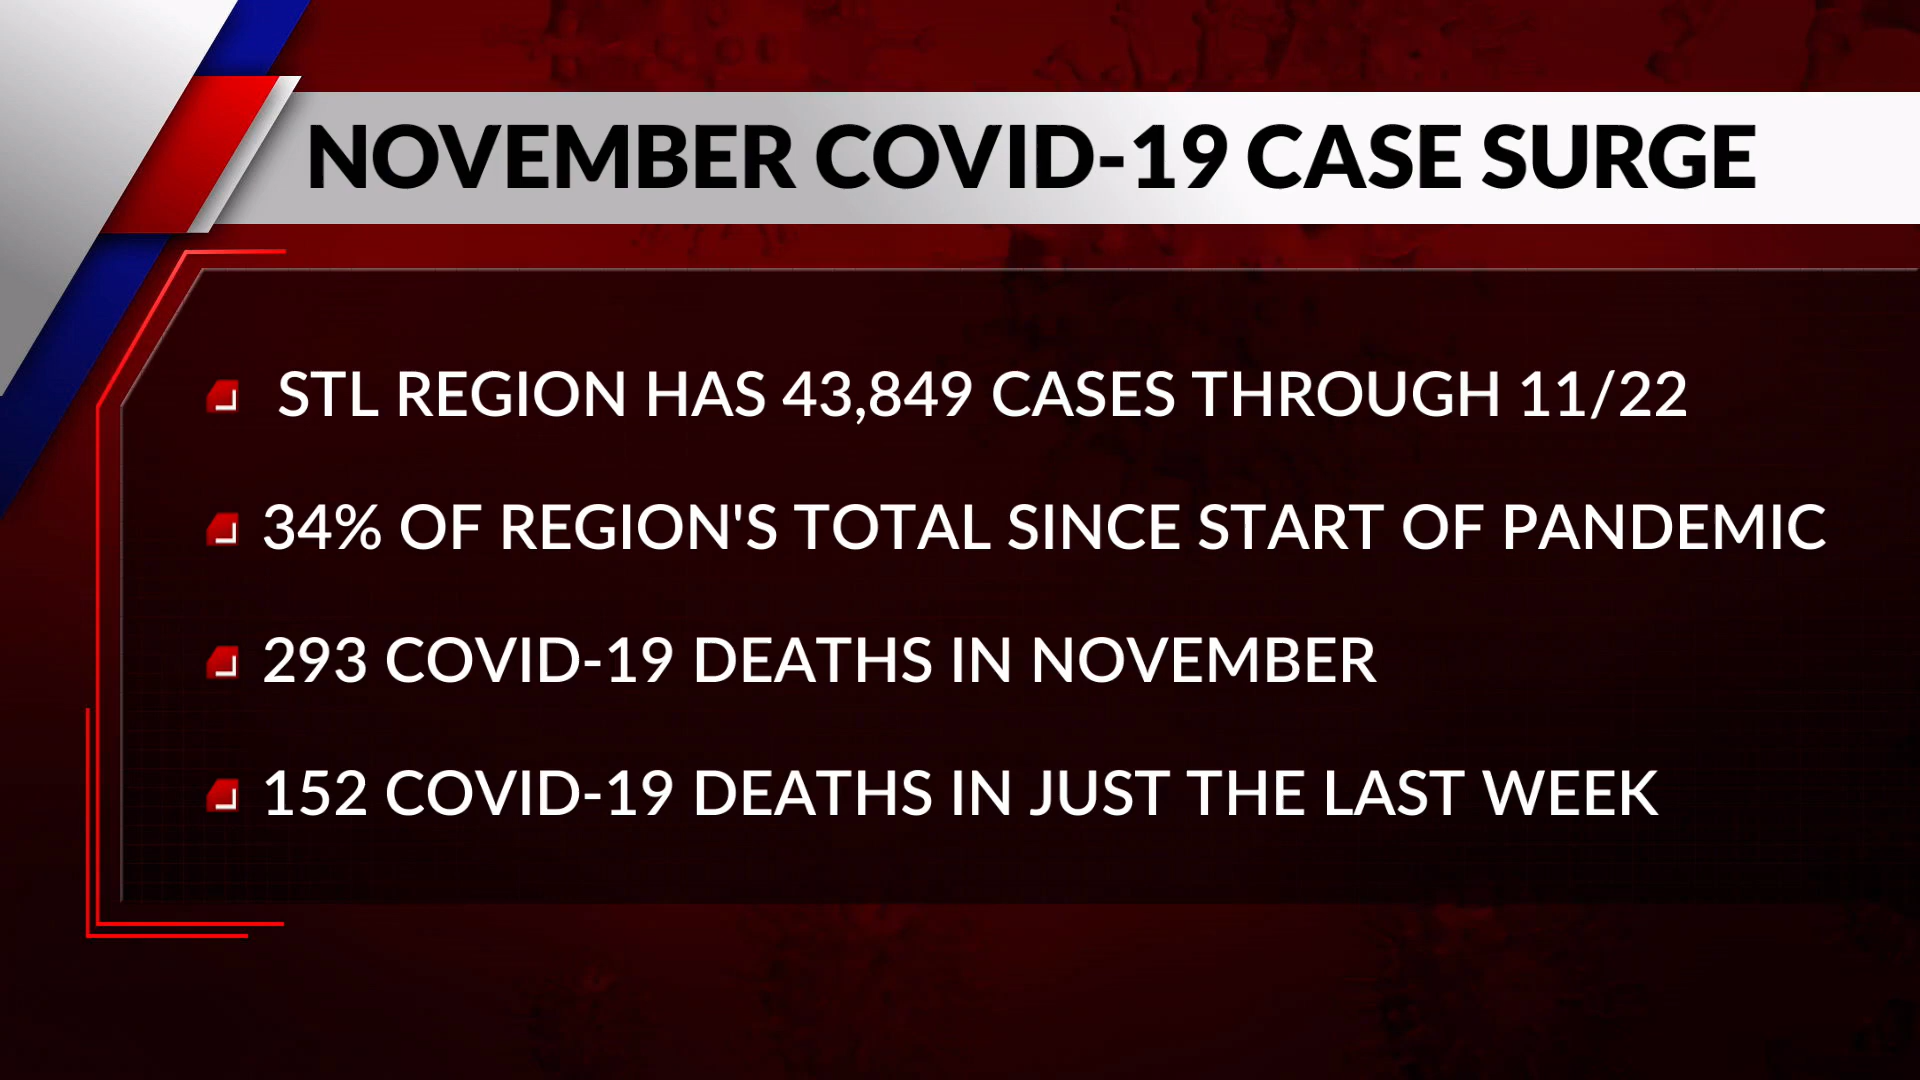 NOVEMBER COVID-19 CASE SURGE
STL REGION HAS 43,849 CASES THROUGH 11/22
34% OF REGION'S TOTAL SINCE START OF PANDEMIC
293 COVID-19 DEATHS IN NOVEMBER
152 COVID-19 DEATHS IN JUST THE LAST WEEK